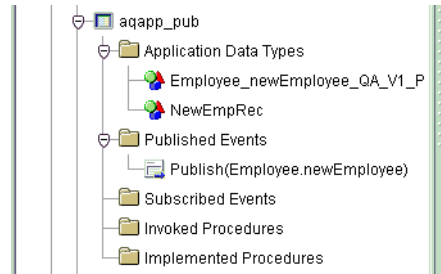 aqapp_pub
Application Data Types
Employee_newEmployee_QA_V1_P
NewEmpRec
Published Events
Publish(Employee.newEmployee)
Subscribed Events
Invoked Procedures
Implemented Procedures